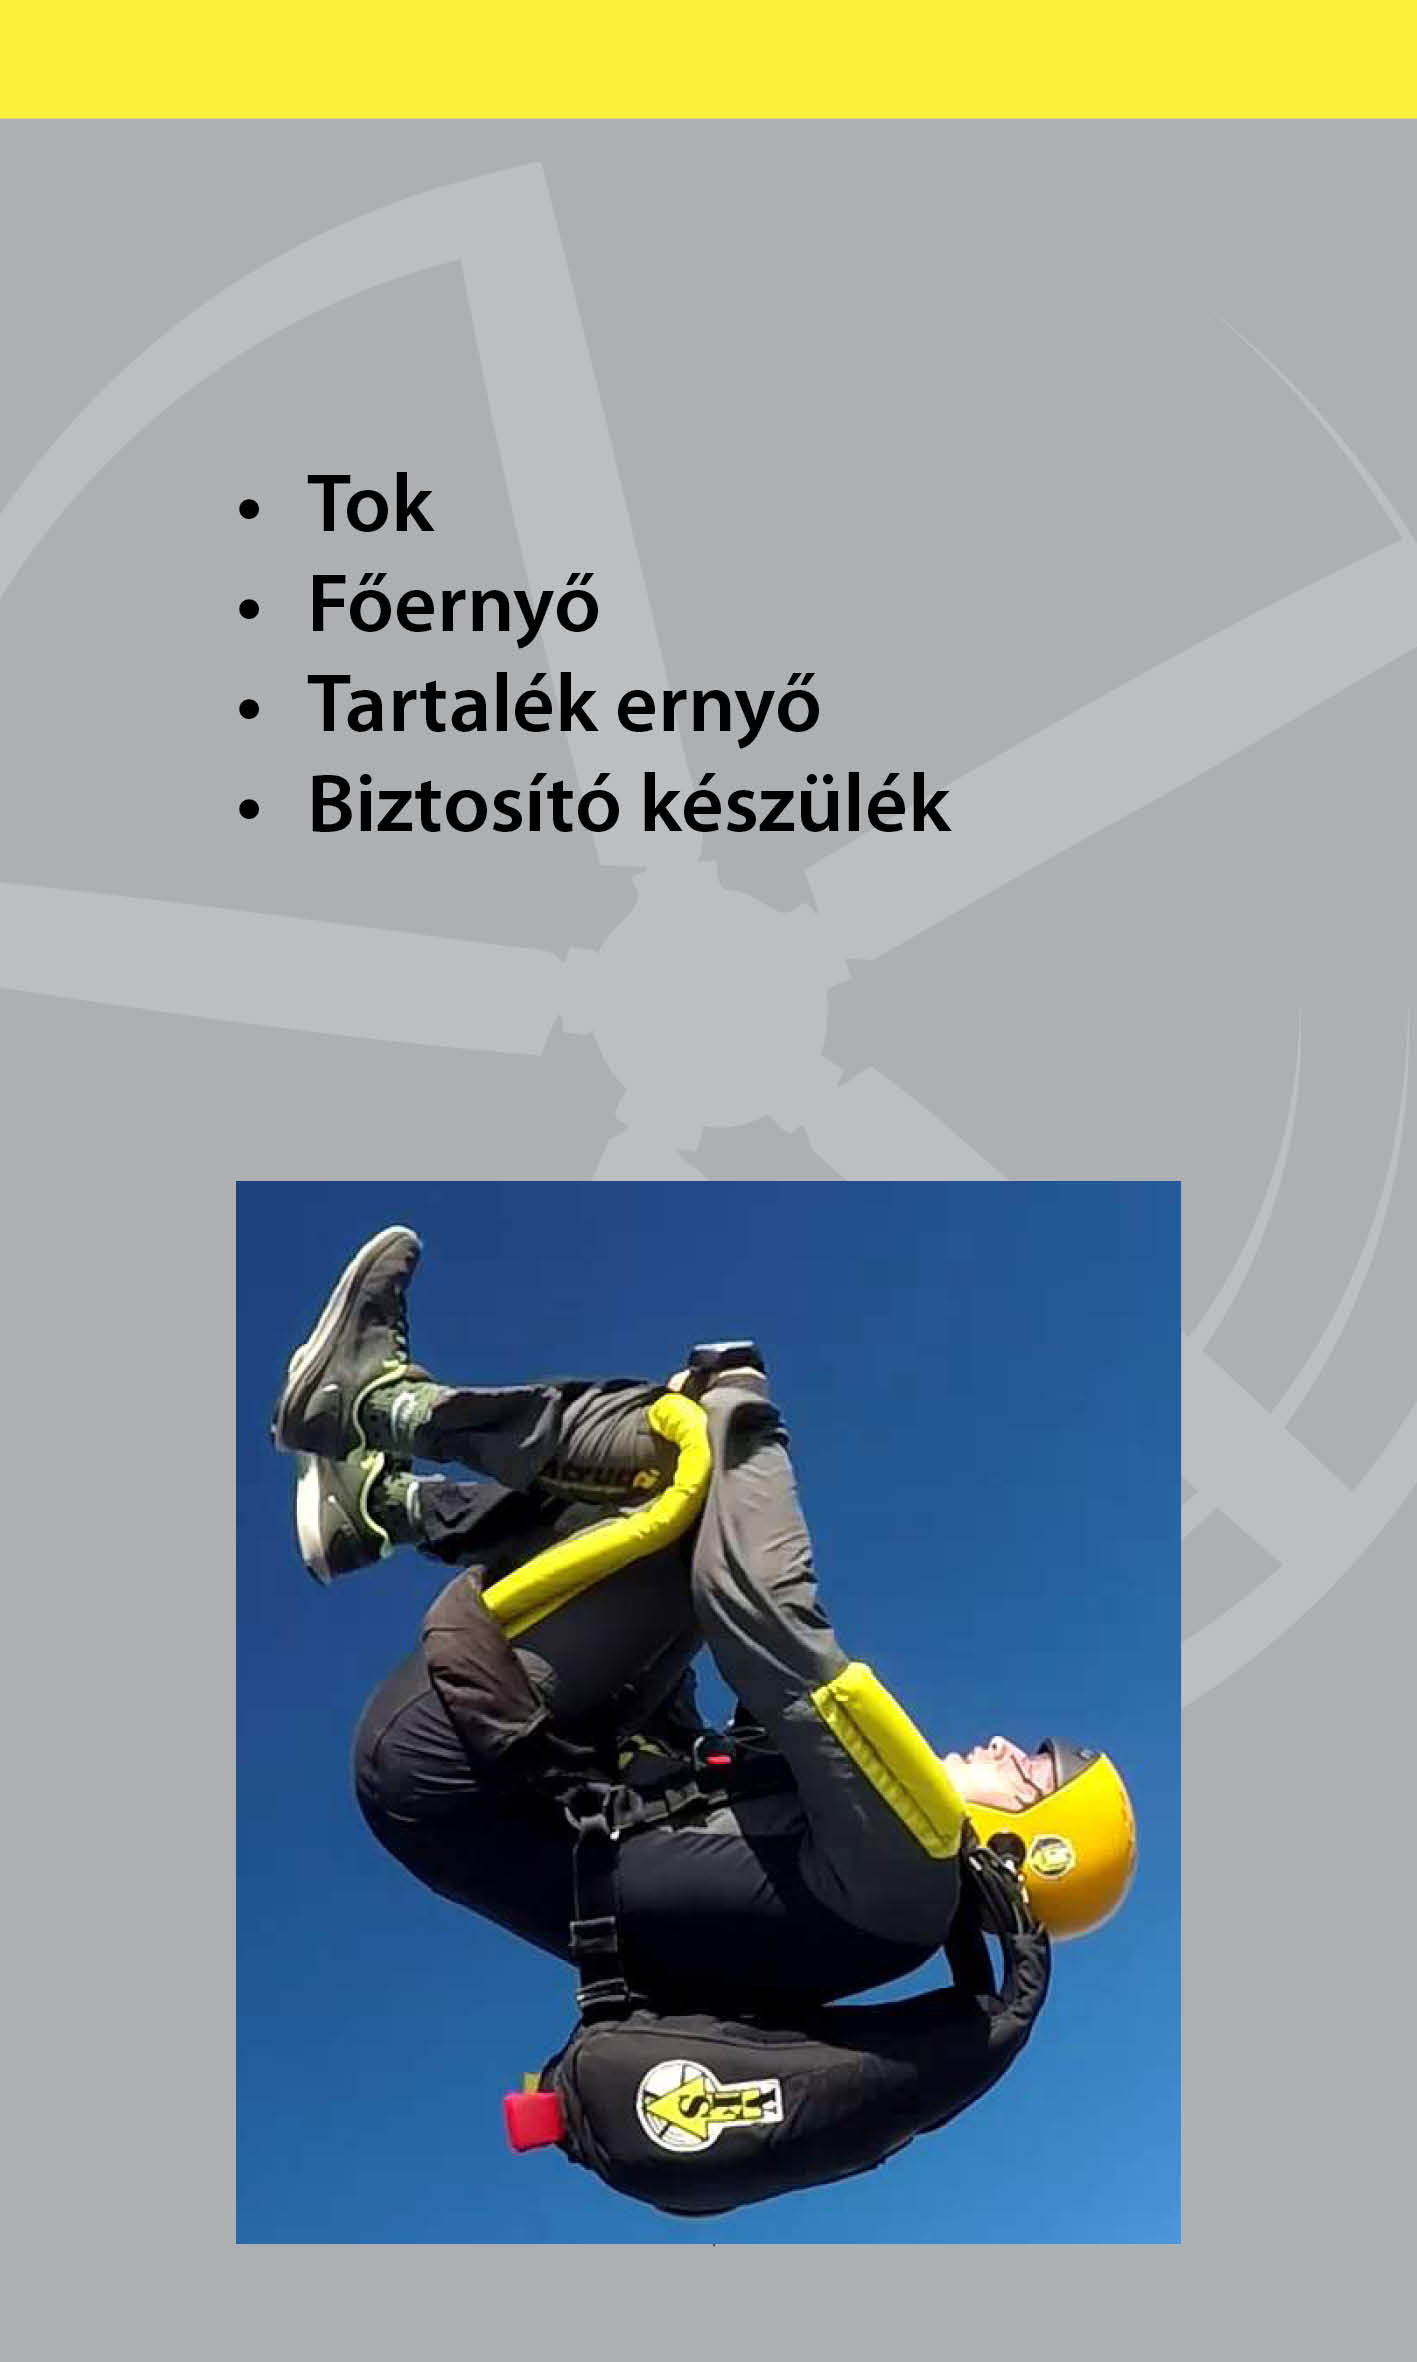 • Tok
• Főernyő
• Tartalék ernyő
• Biztosító készülék